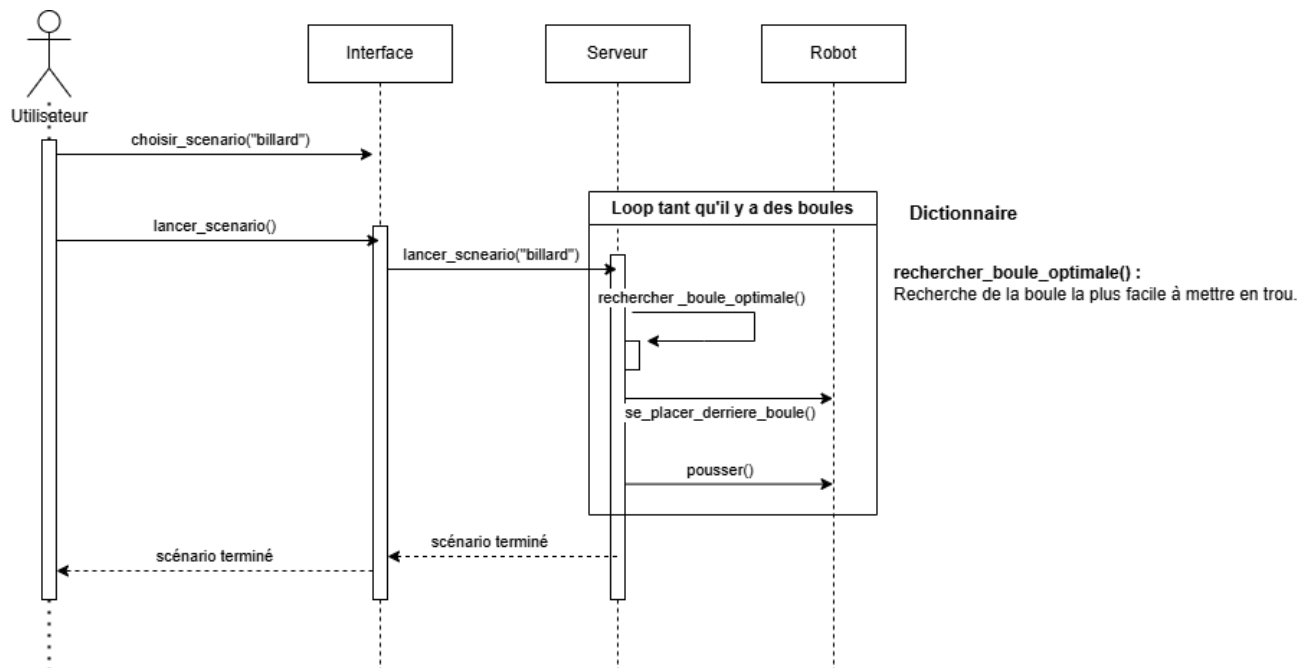 Interface
Serveur
Robot
Utilisateur
choisir_scenario("billard")
Loop tant qu'il y a des boules
Dictionnaire
lancer_scenario()
lancer_scneario("billard")
rechercher_boule_optimale() :
Recherche de la boule la plus facile à mettre en trou.
rechercher _boule_optimale()
se_placer_derriere_boule()
pousser()
scénario terminé
scénario terminé